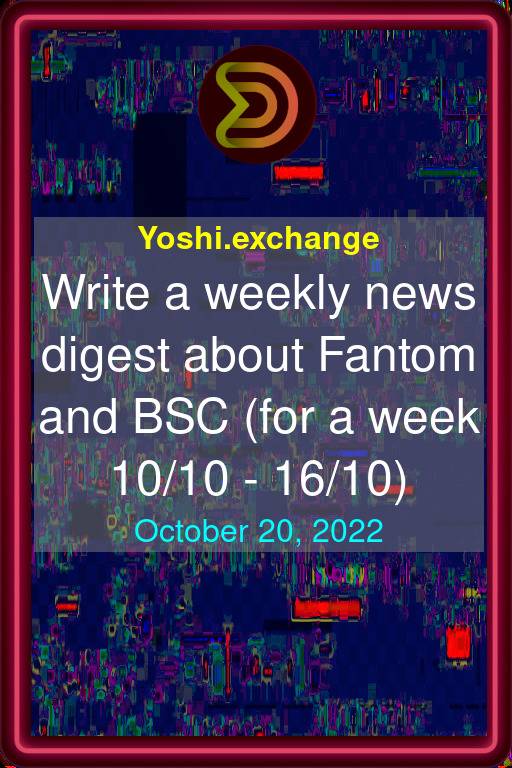 Yoshi.exchange
Write a weekly news
digest about Fantom
and BSC (for a week
10/10 - 16/10)
October 20, 2022